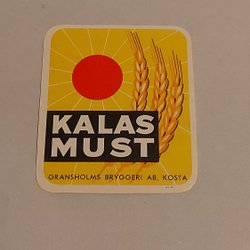 KALAS
MUST
GRANSHOLMS BRYGGERI AB, KOSTA